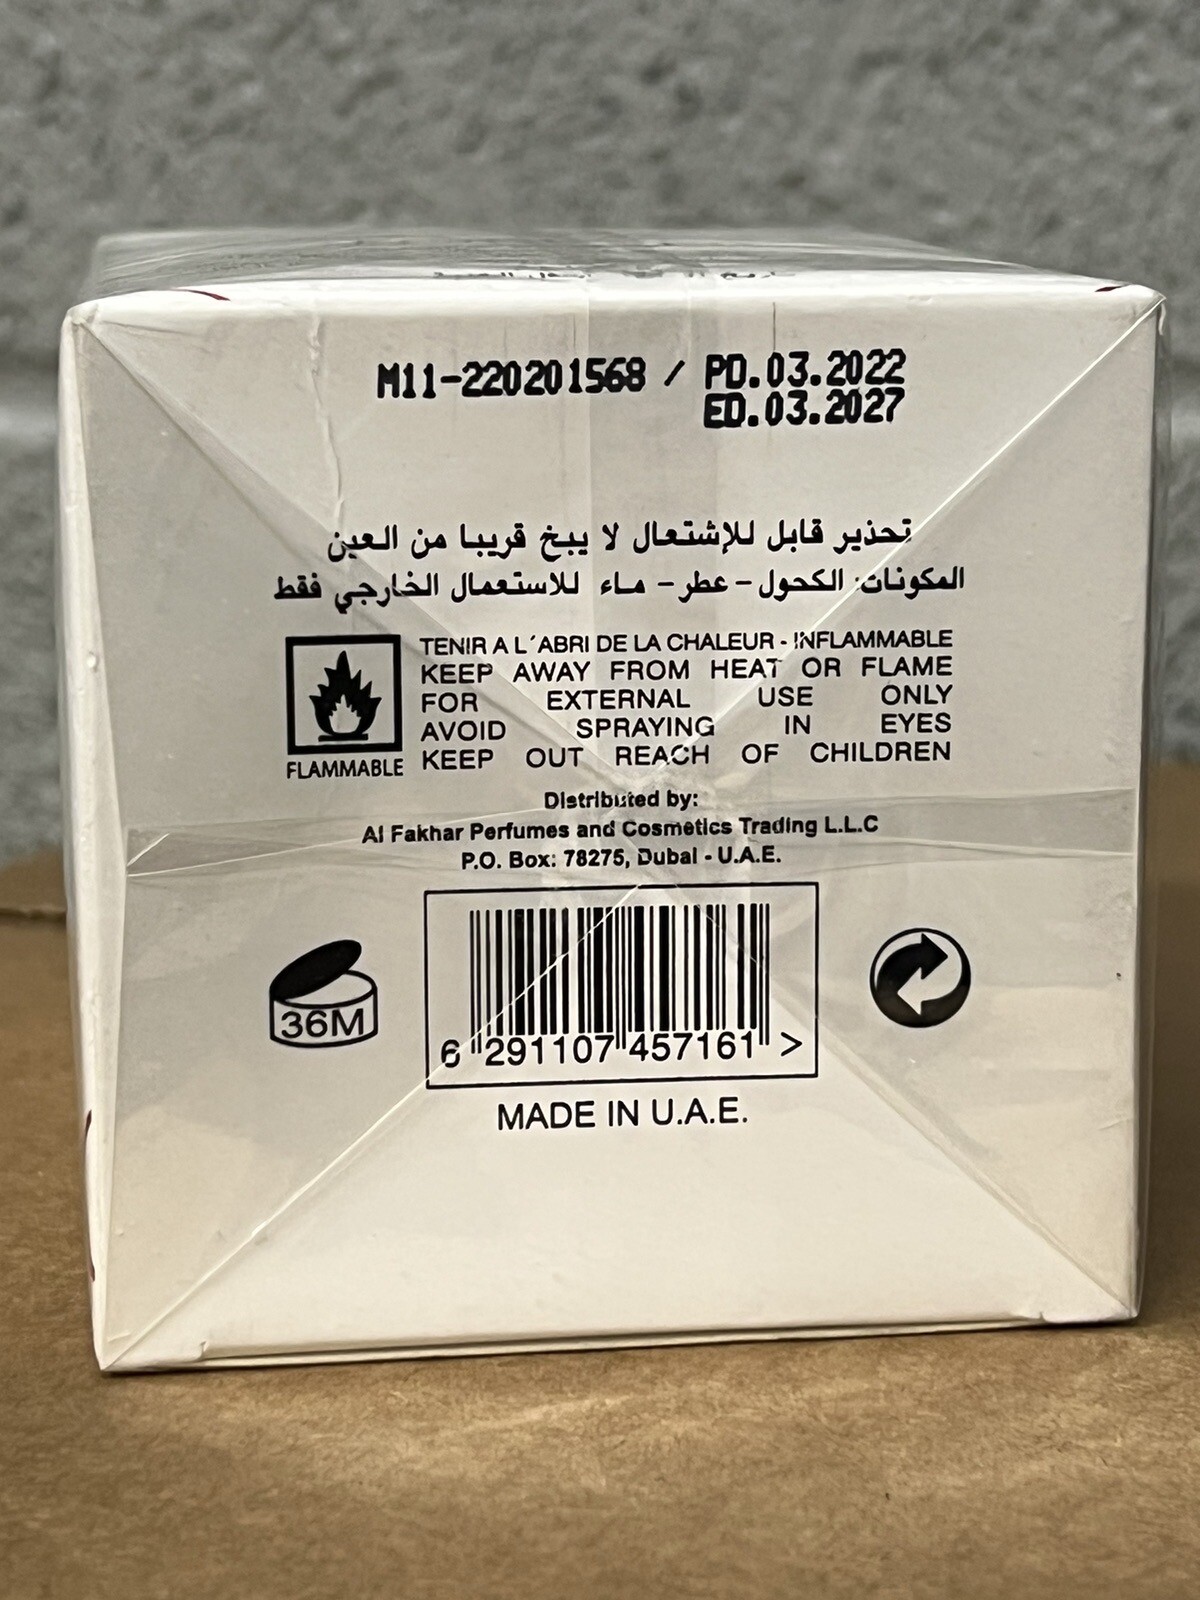 M11-220201568 / PD.03.2022
ED.03.2027
تحذير قابل للإشتعال لا يبخ قريبا من العين
المكونات: الكحول - عطر - ماء للاستعمال الخارجي فقط
TENIR A L´ABRI DE LA CHALEUR - INFLAMMABLE
KEEP AWAY FROM HEAT OR FLAME
FOR EXTERNAL USE ONLY
AVOID SPRAYING IN EYES
KEEP OUT REACH OF CHILDREN
FLAMMABLE
Distributed by:
Al Fakhar Perfumes and Cosmetics Trading L.L.C
P.O. Box: 78275, Dubai - U.A.E.
36M
6 291107 457161 >
MADE IN U.A.E.